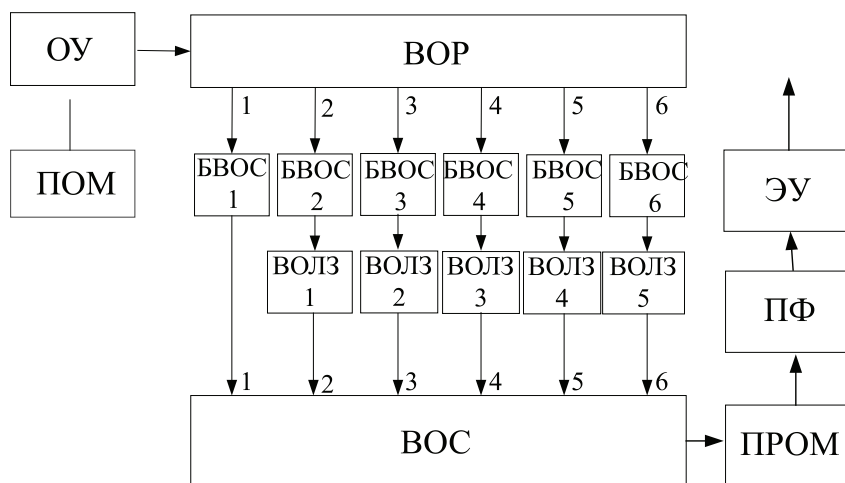 ОУ
ВОР
1 2 3 4 5 6
ПОМ
БВОС БВОС БВОС БВОС БВОС БВОС
1 2 3 4 5 6
ЭУ
ВОЛЗ ВОЛЗ ВОЛЗ ВОЛЗ ВОЛЗ
1 2 3 4 5
ПФ
1 2 3 4 5 6
ВОС
ПРОМ